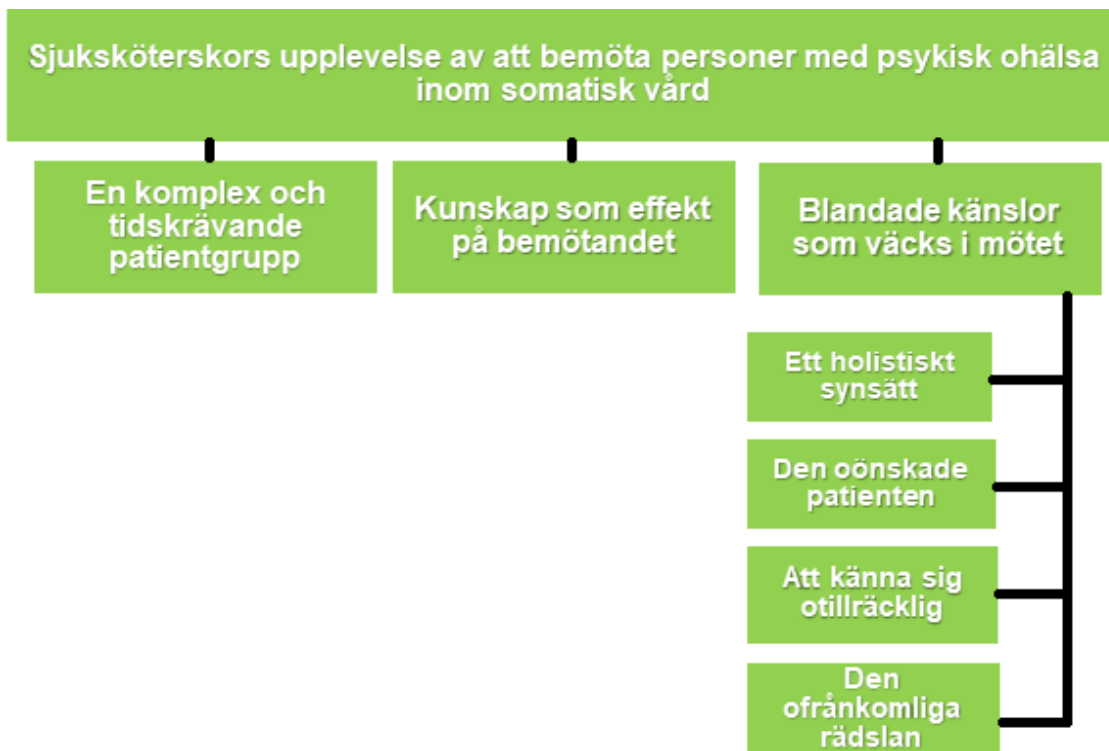 Sjuksköterskors upplevelse av att bemöta personer med psykisk ohälsa
inom somatisk vård
En komplex och
tidskrävande
patientgrupp
Kunskap som effekt
på bemötandet
Blandade känslor
som väcks i mötet
Ett holistiskt
synsätt
Den oönskade
patienten
Att känna sig
otillräcklig
Den
ofrånkomliga
rädslan